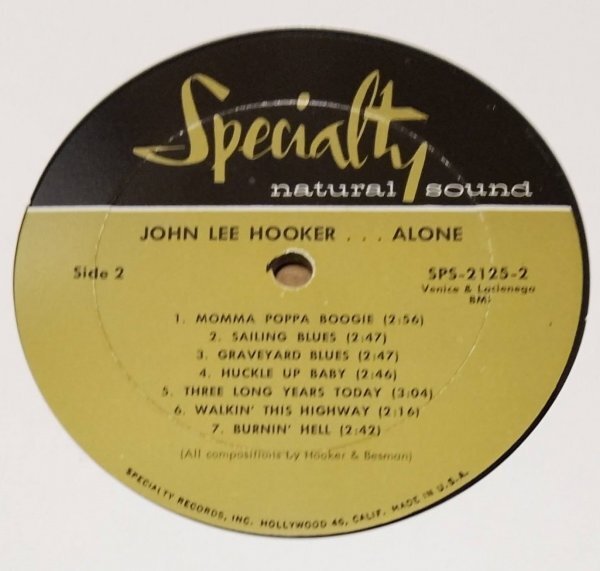 Specialty
natural sound
JOHN LEE HOOKER . . . ALONE
Side 2
SPS-2125-2
Venice & Lacienega
BMI
1. MOMMA POPPA BOOGIE (2:56)
2. SAILING BLUES (2:47)
3. GRAVEYARD BLUES (2:47)
4. HUCKLE UP BABY (2:46)
5. THREE LONG YEARS TODAY (3:04)
6. WALKIN' THIS HIGHWAY (2:16)
7. BURNIN' HELL (2:42)
(All compositions by Hooker & Besman)
SPECIALTY RECORDS, INC. HOLLYWOOD 46, CALIF. MADE IN U.S.A.